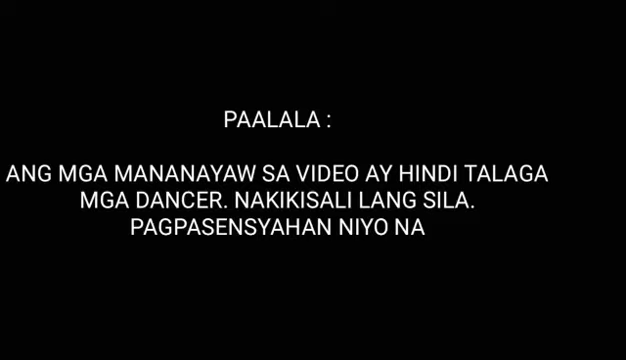 PAALALA :
ANG MGA MANANAYAW SA VIDEO AY HINDI TALAGA
MGA DANCER. NAKIKISALI LANG SILA.
PAGPASENSYAHAN NIYO NA